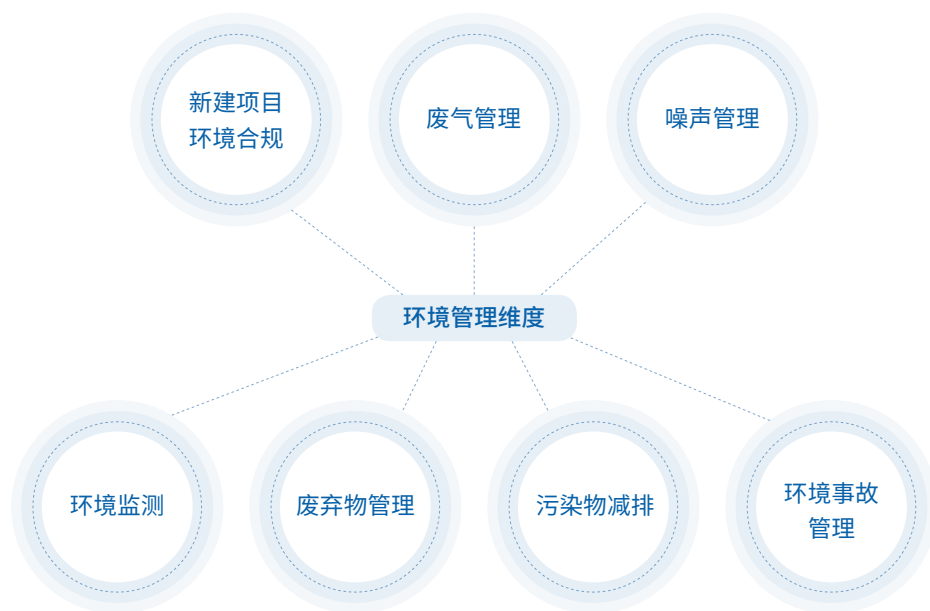 新建项目
环境合规
废气管理
噪声管理
环境管理维度
环境监测
废弃物管理
污染物减排
环境事故
管理